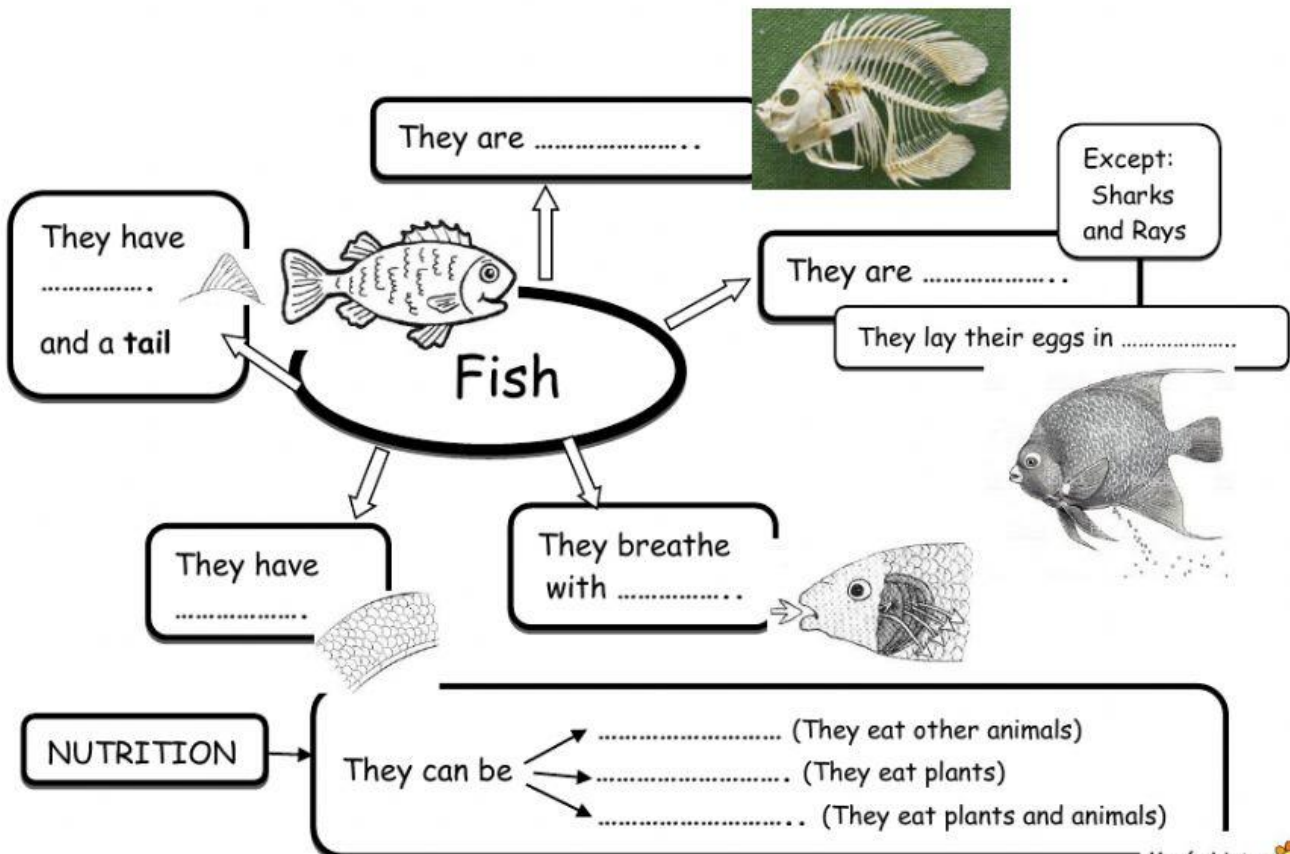 They are ......................
Except:
Sharks
and Rays
They have
................
and a tail
They are ...................
They lay their eggs in ......................
Fish
They have
...................
They breathe
with .................
NUTRITION
They can be
.......................... (They eat other animals)
.......................... (They eat plants)
............................ (They eat plants and animals)